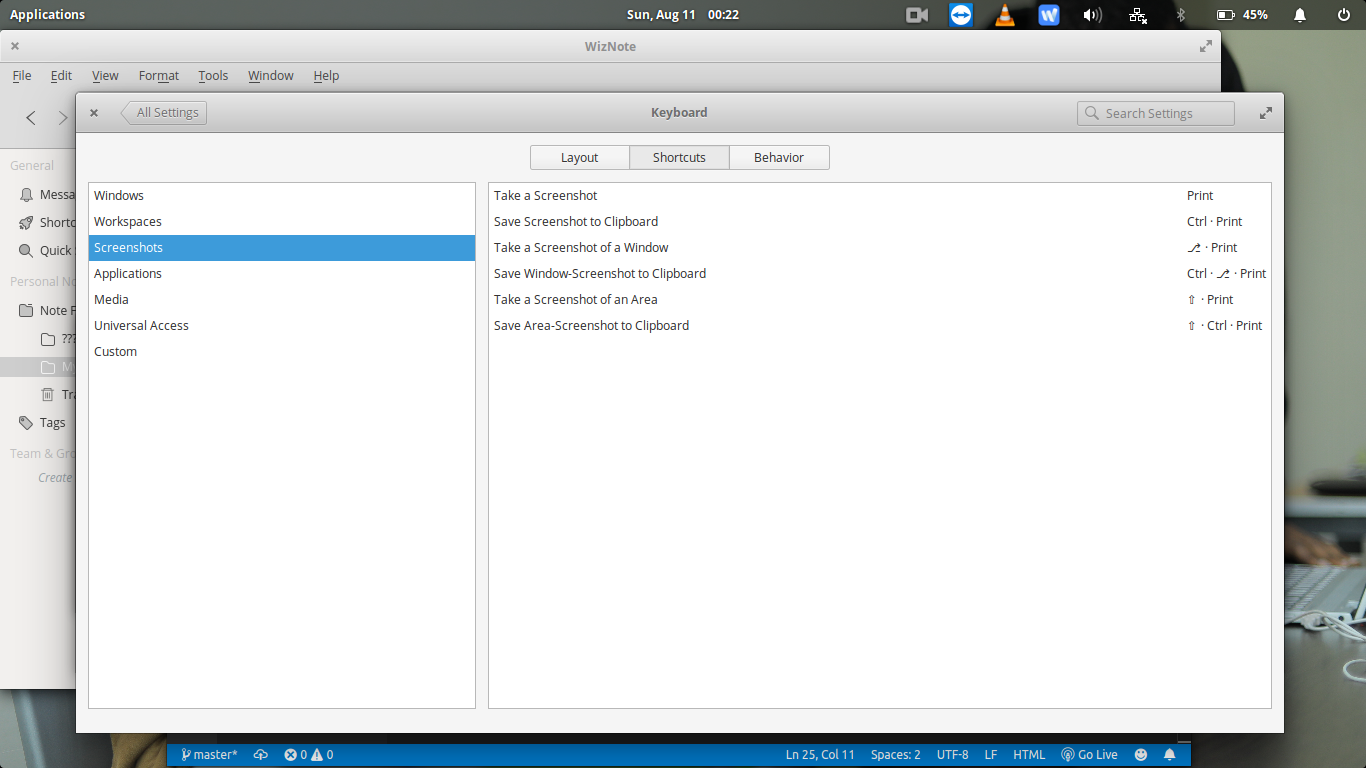 Applications Sun, Aug 11 00:22 W 45%
WizNote
File Edit View Format Tools Window Help
All Settings Keyboard Search Settings
General
Layout Shortcuts Behavior
Messa
Shortc
Quick
Personal No
Note F
???
M
Tra
Tags
Team & Gro
Create
Windows
Workspaces
Screenshots
Applications
Media
Universal Access
Custom
Take a Screenshot Print
Save Screenshot to Clipboard Ctrl · Print
Take a Screenshot of a Window ⎇ · Print
Save Window-Screenshot to Clipboard Ctrl · ⎇ · Print
Take a Screenshot of an Area ⇧ · Print
Save Area-Screenshot to Clipboard ⇧ · Ctrl · Print
master* 0 0 Ln 25, Col 11 Spaces: 2 UTF-8 LF HTML Go Live